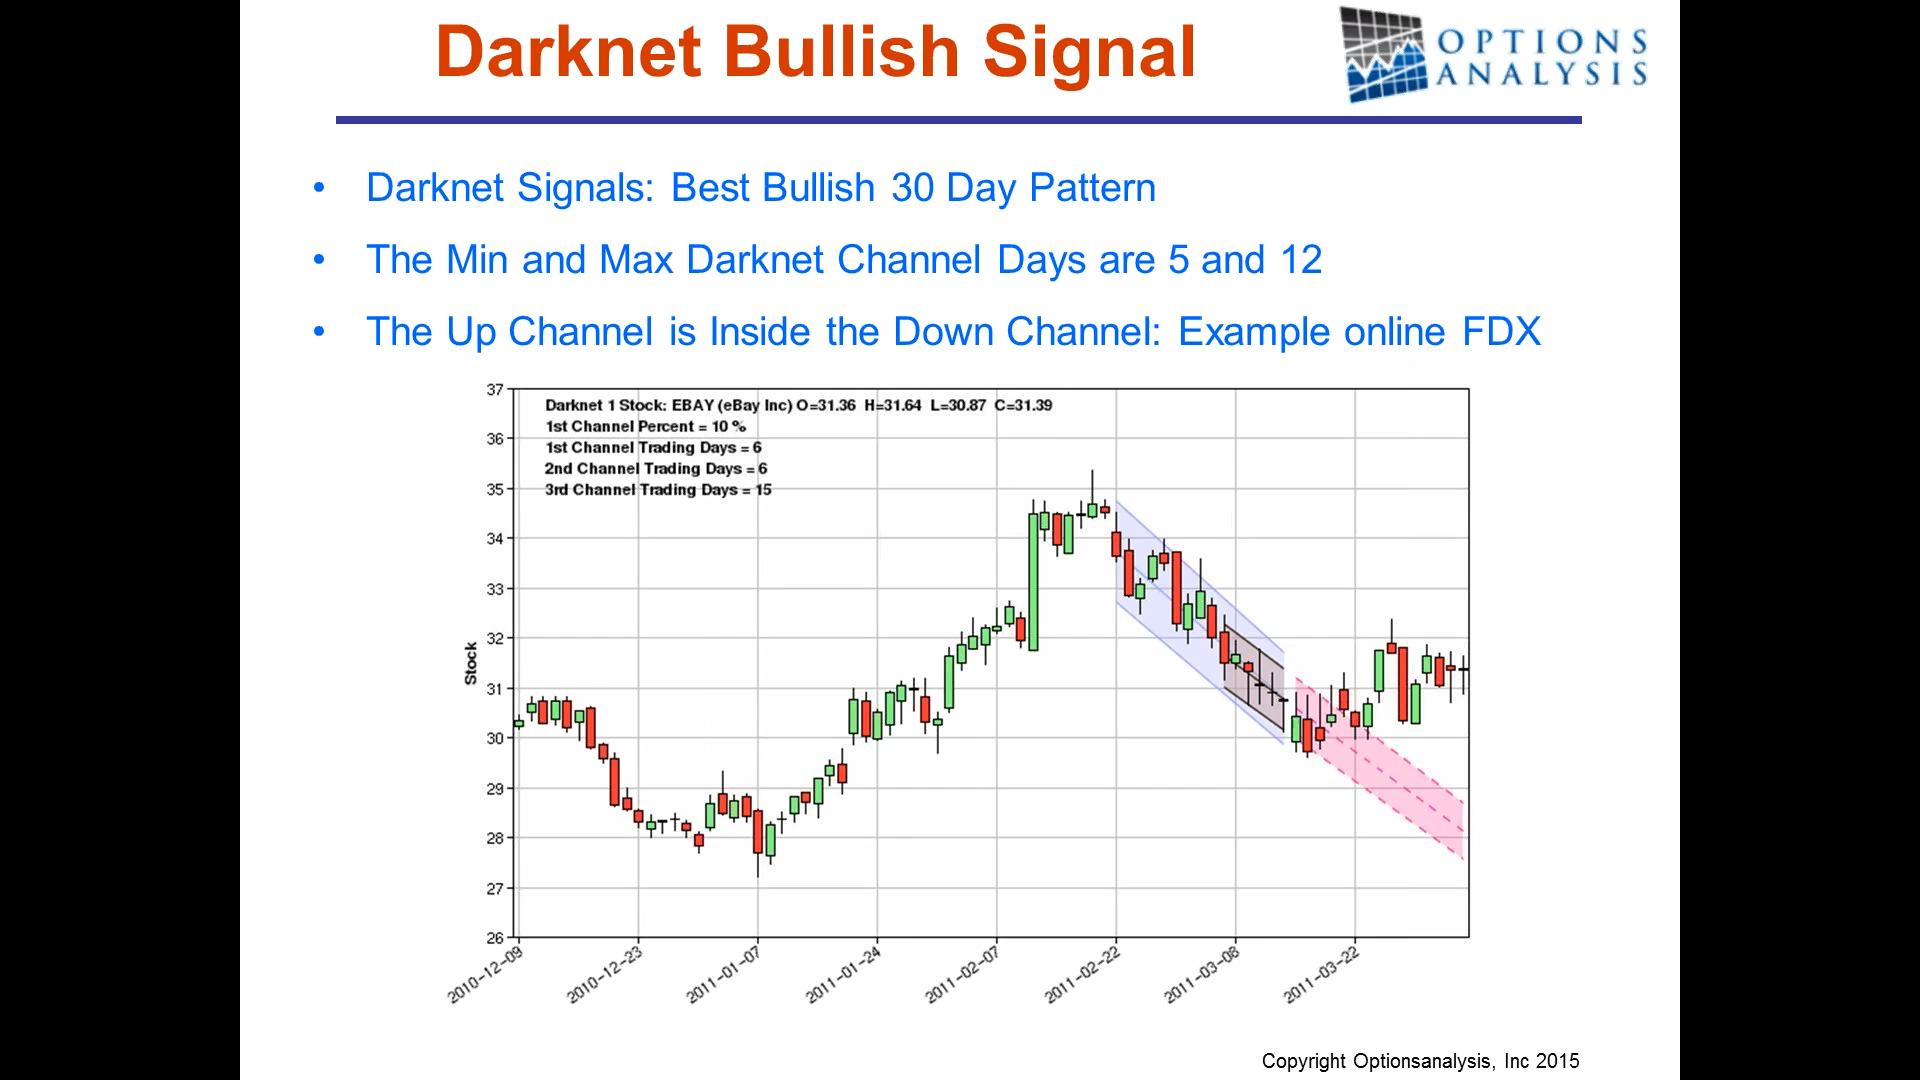 Darknet Bullish Signal
OPTIONS
ANALYSIS
• Darknet Signals: Best Bullish 30 Day Pattern
• The Min and Max Darknet Channel Days are 5 and 12
• The Up Channel is Inside the Down Channel: Example online FDX
Darknet 1 Stock: EBAY (eBay Inc) O=31.36 H=31.64 L=30.87 C=31.39
1st Channel Percent = 10 %
1st Channel Trading Days = 6
2nd Channel Trading Days = 6
3rd Channel Trading Days = 15
37
36
35
34
33
32
31
30
29
28
27
26
Stock
2010-12-09
2010-12-23
2011-01-07
2011-01-24
2011-02-07
2011-02-22
2011-03-08
2011-03-22
Copyright Optionsanalysis, Inc 2015